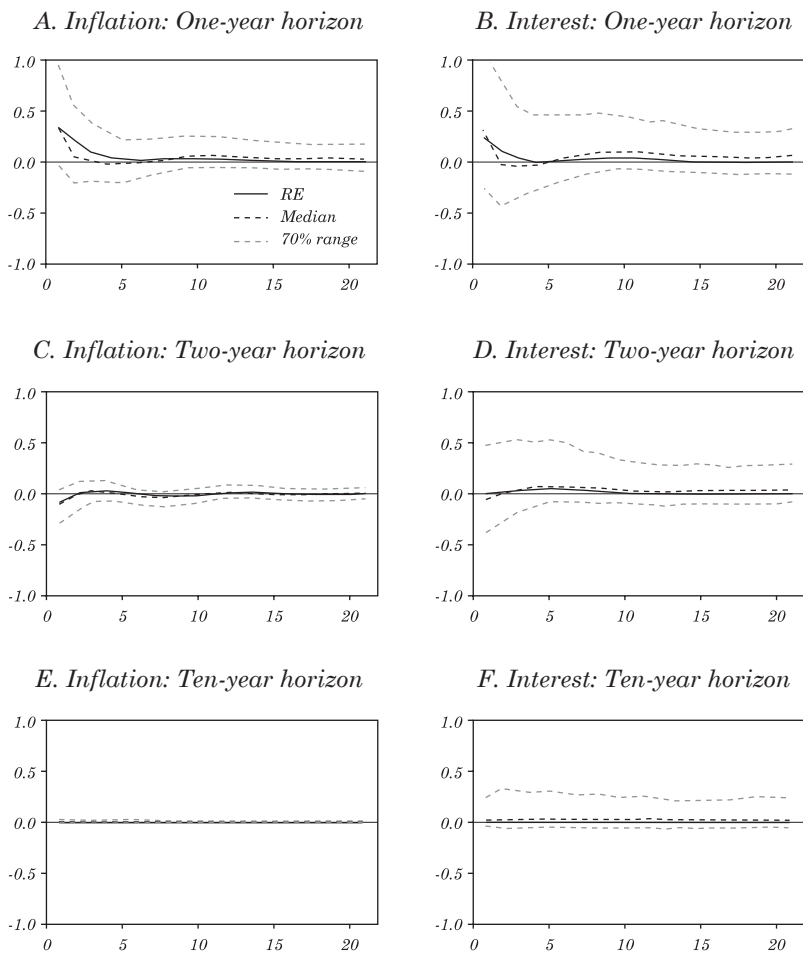 A. Inflation: One-year horizon
B. Interest: One-year horizon
1.0
0.5
0.0
-0.5
-1.0
RE
Median
70% range
0 5 10 15 20
1.0
0.5
0.0
-0.5
-1.0
0 5 10 15 20
C. Inflation: Two-year horizon
D. Interest: Two-year horizon
1.0
0.5
0.0
-0.5
-1.0
0 5 10 15 20
1.0
0.5
0.0
-0.5
-1.0
0 5 10 15 20
E. Inflation: Ten-year horizon
F. Interest: Ten-year horizon
1.0
0.5
0.0
-0.5
-1.0
0 5 10 15 20
1.0
0.5
0.0
-0.5
-1.0
0 5 10 15 20